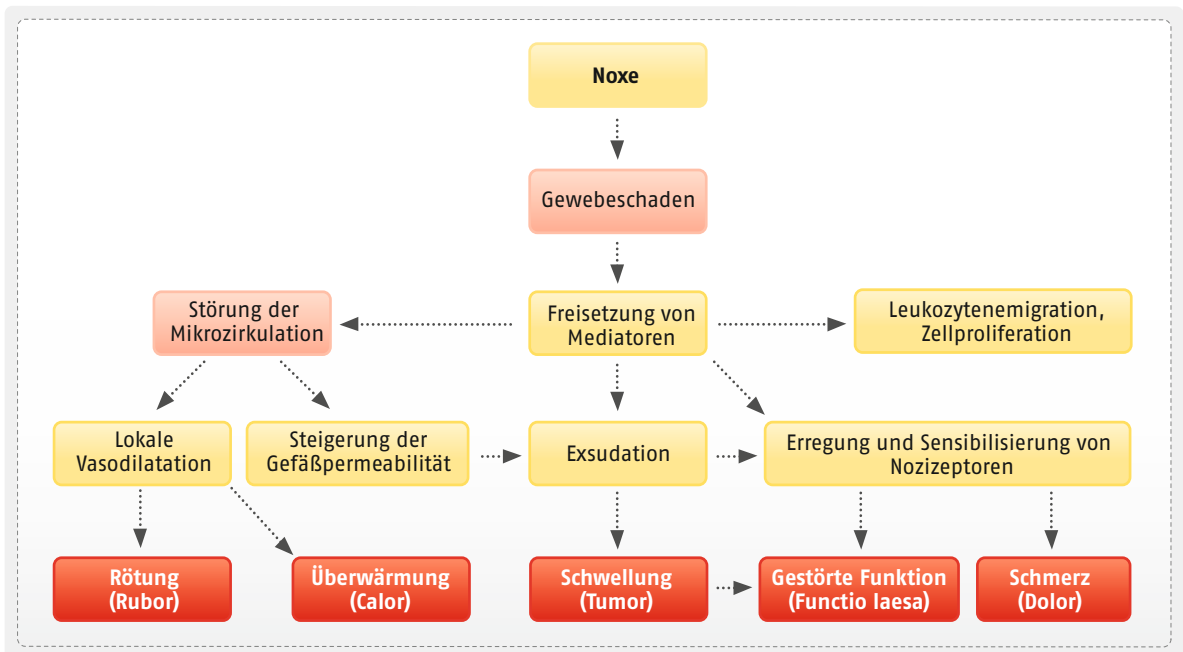 Noxe
Gewebeschaden
Störung der
Mikrozirkulation
Freisetzung von
Mediatoren
Leukozytenemigration,
Zellproliferation
Lokale
Vasodilatation
Steigerung der
Gefäßpermeabilität
Exsudation
Erregung und Sensibilisierung von
Nozizeptoren
Rötung
(Rubor)
Überwärmung
(Calor)
Schwellung
(Tumor)
Gestörte Funktion
(Functio laesa)
Schmerz
(Dolor)